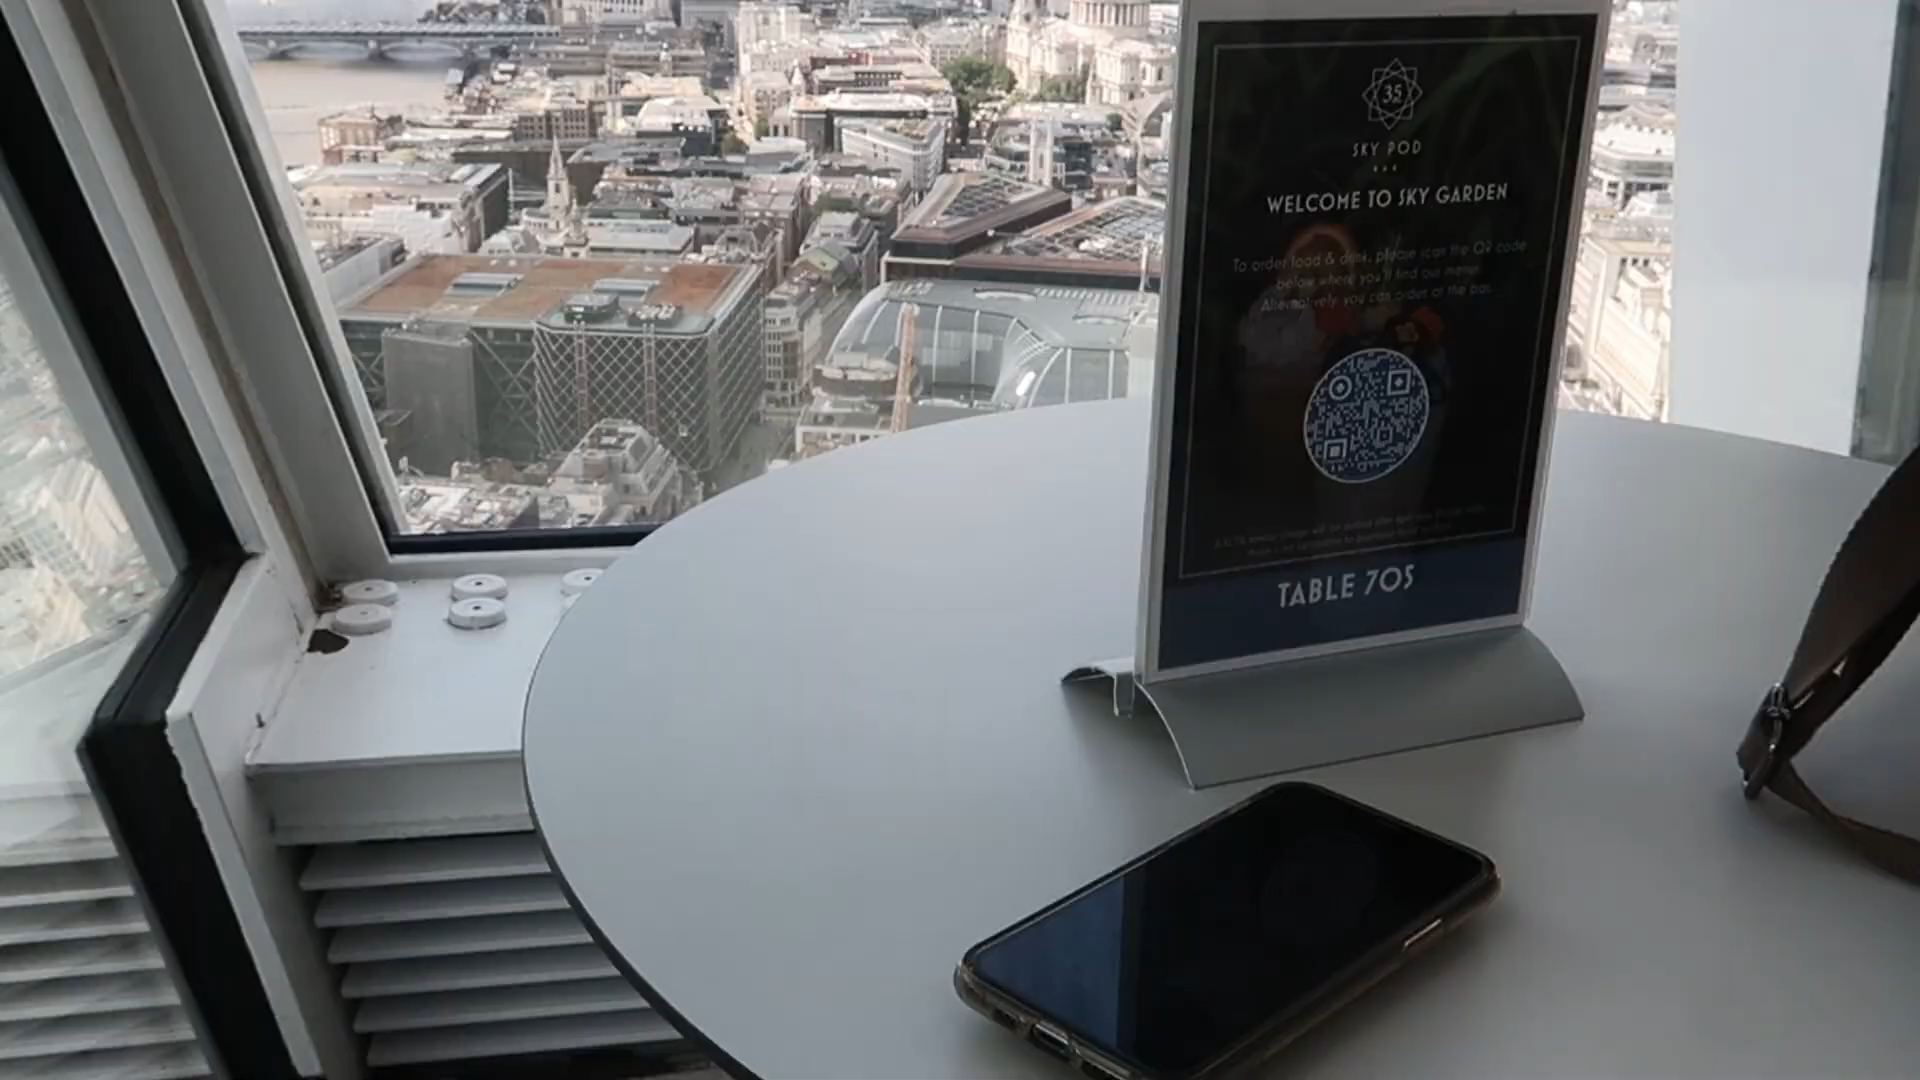 35
SKY POD
WELCOME TO SKY GARDEN
To order food & drink, please scan the QR code
below where you'll find our menu.
Alternatively, you can order at the bar.
TABLE 705